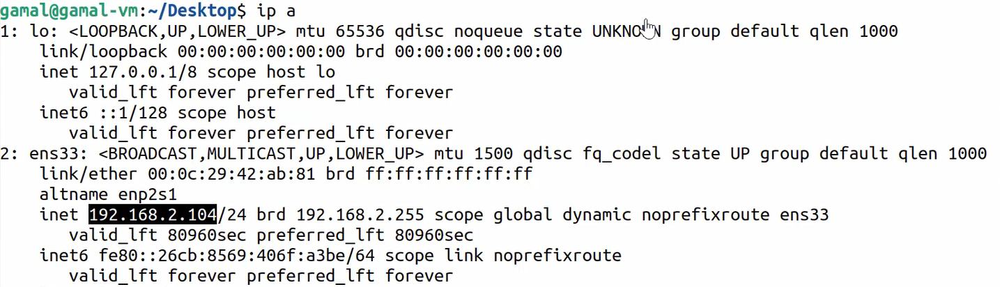 gamal@gamal-vm:~/Desktop$ ip a
1: lo: <LOOPBACK,UP,LOWER_UP> mtu 65536 qdisc noqueue state UNKNOWN group default qlen 1000
    link/loopback 00:00:00:00:00:00 brd 00:00:00:00:00:00
    inet 127.0.0.1/8 scope host lo
       valid_lft forever preferred_lft forever
    inet6 ::1/128 scope host
       valid_lft forever preferred_lft forever
2: ens33: <BROADCAST,MULTICAST,UP,LOWER_UP> mtu 1500 qdisc fq_codel state UP group default qlen 1000
    link/ether 00:0c:29:42:ab:81 brd ff:ff:ff:ff:ff:ff
    altname enp2s1
    inet 192.168.2.104/24 brd 192.168.2.255 scope global dynamic noprefixroute ens33
       valid_lft 80960sec preferred_lft 80960sec
    inet6 fe80::26cb:8569:406f:a3be/64 scope link noprefixroute
       valid_lft forever preferred_lft forever